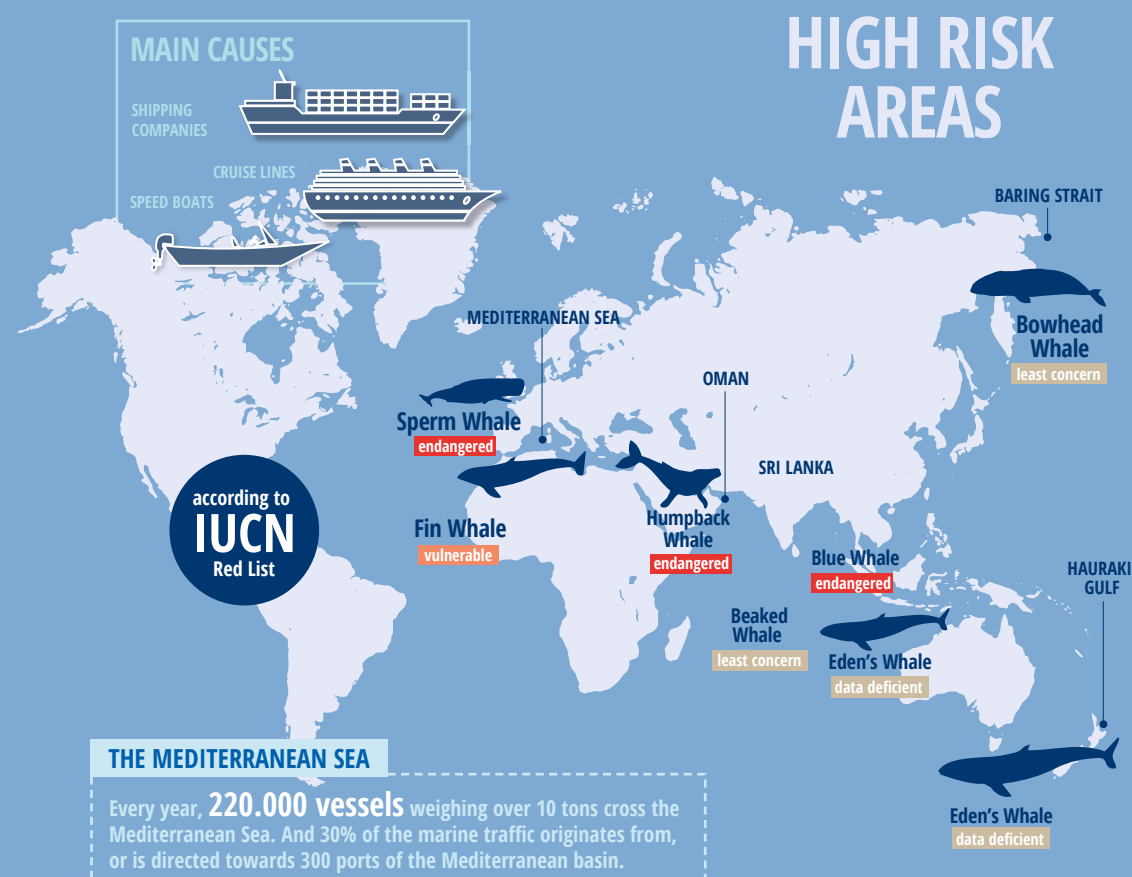 MAIN CAUSES
SHIPPING
COMPANIES
CRUISE LINES
SPEED BOATS
HIGH RISK
AREAS
BARING STRAIT
Bowhead
Whale
least concern
MEDITERRANEAN SEA
Sperm Whale
endangered
OMAN
SRI LANKA
Fin Whale
vulnerable
Humpback
Whale
endangered
according to
IUCN
Red List
Blue Whale
endangered
HAURAKI
GULF
Beaked
Whale
least concern
Eden's Whale
data deficient
Eden's Whale
data deficient
THE MEDITERRANEAN SEA
Every year, 220.000 vessels weighing over 10 tons cross the
Mediterranean Sea. And 30% of the marine traffic originates from,
or is directed towards 300 ports of the Mediterranean basin.